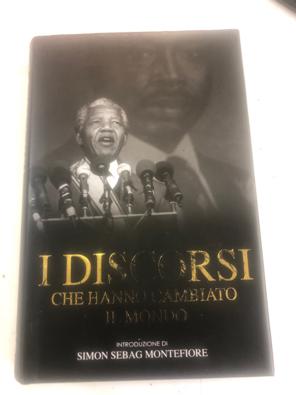 I DISCORSI
CHE HANNO CAMBIATO
IL MONDO
INTRODUZIONE DI
SIMON SEBAG MONTEFIORE